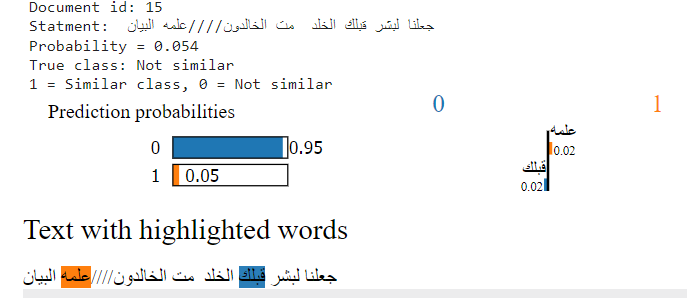 Document id: 15
Statment:  جعلنا لبشر قبلك الخلد  مت الخالدون////علمه البيان
Probability = 0.054
True class: Not similar
1 = Similar class, 0 = Not similar
Prediction probabilities
0 0.95
1 0.05
0 1
علمه
0.02
قبلك
0.02
Text with highlighted words
جعلنا لبشر قبلك الخلد  مت الخالدون////علمه البيان